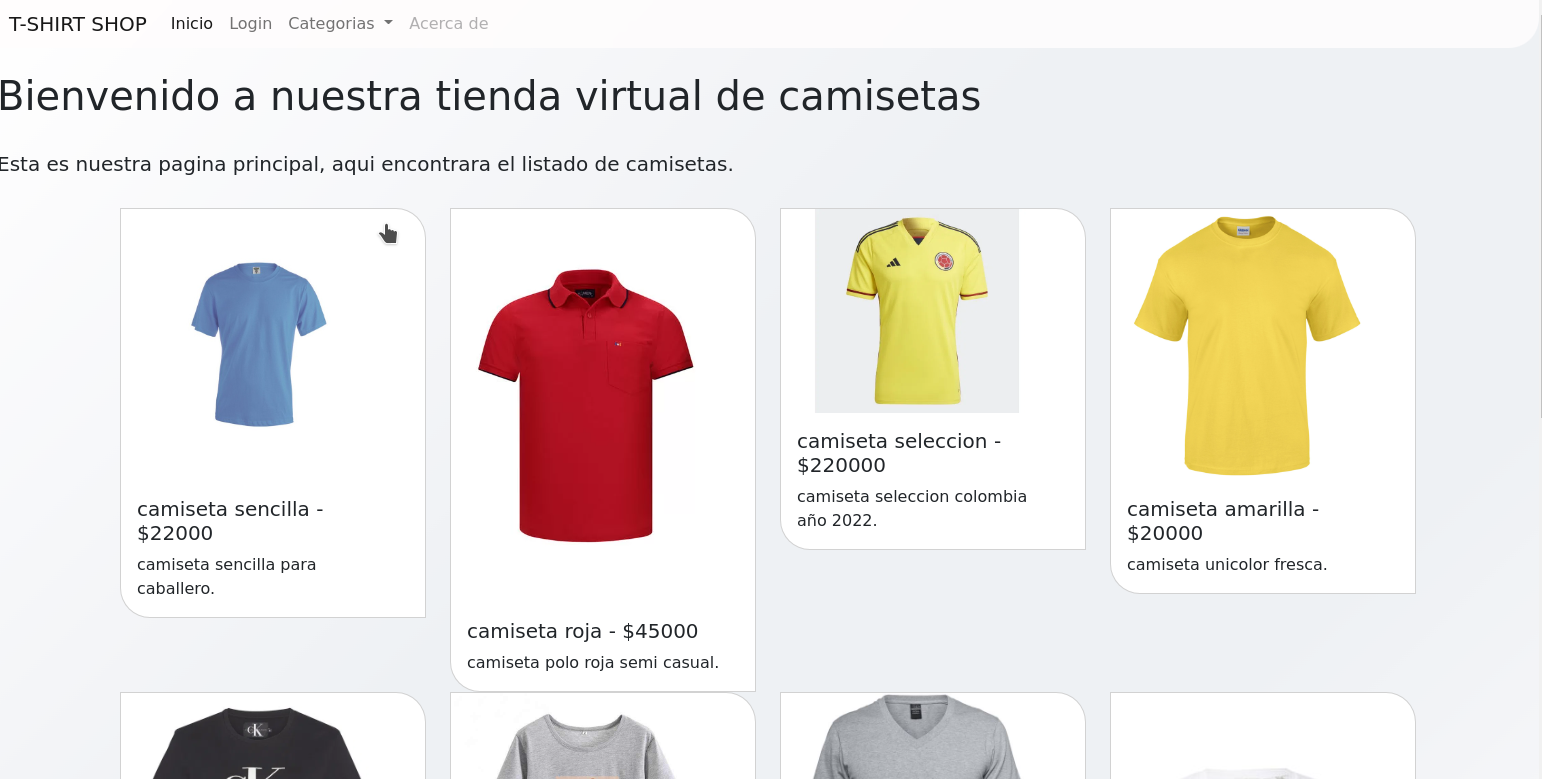 T-SHIRT SHOP Inicio Login Categorias Acerca de
Bienvenido a nuestra tienda virtual de camisetas
Esta es nuestra pagina principal, aqui encontrara el listado de camisetas.
camiseta sencilla -
$22000
camiseta sencilla para
caballero.
camiseta roja - $45000
camiseta polo roja semi casual.
camiseta seleccion -
$220000
camiseta seleccion colombia
año 2022.
camiseta amarilla -
$20000
camiseta unicolor fresca.
cK